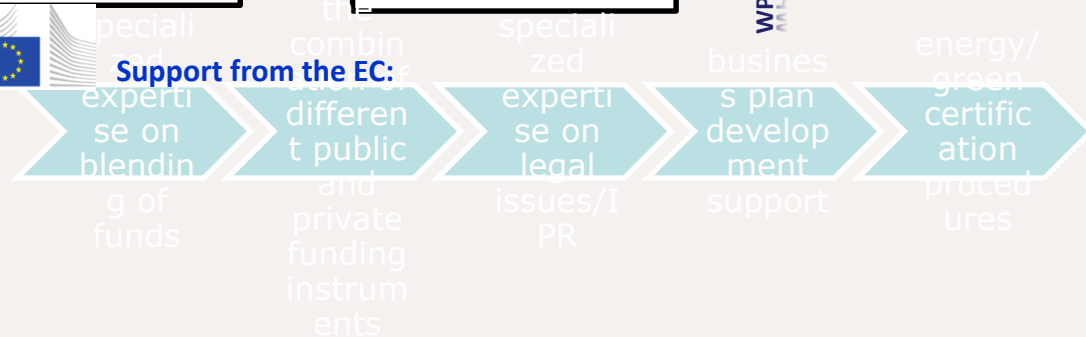 WP
Support from the EC:
speciali
zed
experti
se on
blendin
g of
funds
the
combin
ation of
differen
t public
and
private
funding
instrum
ents
speciali
zed
experti
se on
legal
issues/I
PR
busines
s plan
develop
ment
support
energy/
green
certific
ation
proced
ures